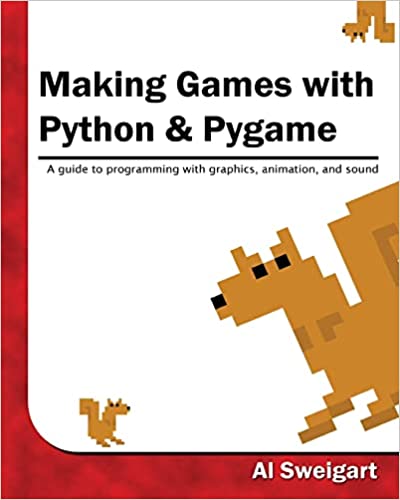 Making Games with
Python & Pygame
A guide to programming with graphics, animation, and sound
Al Sweigart